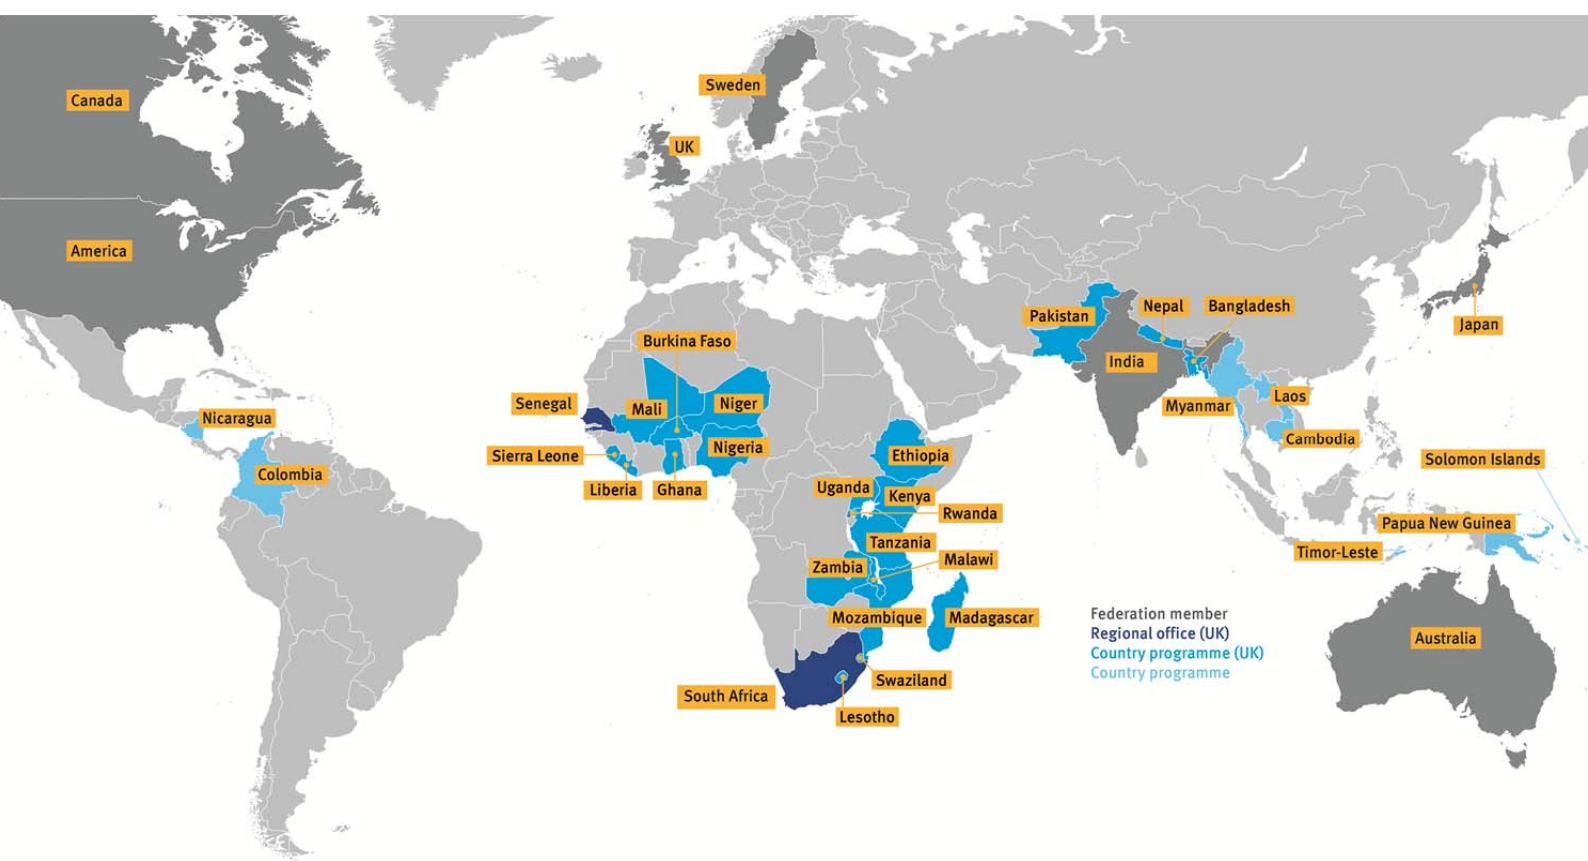 Canada
Sweden
UK
America
Pakistan
Nepal
Bangladesh
Japan
Burkina Faso
India
Senegal
Mali
Niger
Laos
Myanmar
Nicaragua
Nigeria
Cambodia
Sierra Leone
Ethiopia
Solomon Islands
Colombia
Liberia
Ghana
Uganda
Kenya
Rwanda
Papua New Guinea
Tanzania
Timor-Leste
Zambia
Malawi
Mozambique
Madagascar
Federation member
Regional office (UK)
Country programme (UK)
Country programme
Australia
Swaziland
South Africa
Lesotho